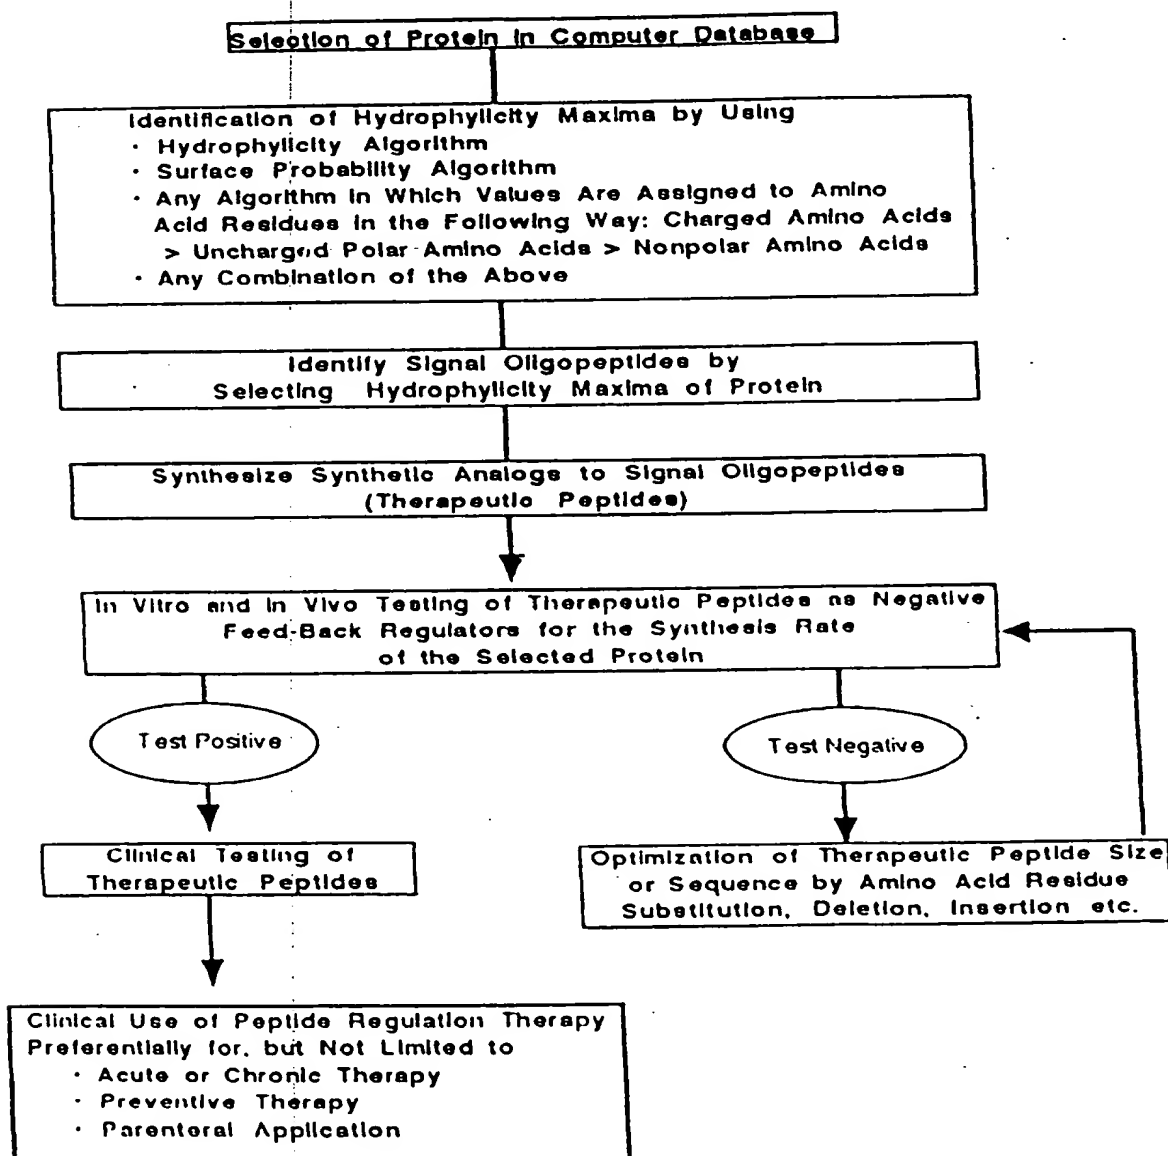 Selection of Protein in Computer Database
Identification of Hydrophylicity Maxima by Using
· Hydrophylicity Algorithm
· Surface Probability Algorithm
· Any Algorithm in Which Values Are Assigned to Amino
Acid Residues in the Following Way: Charged Amino Acids
> Uncharged Polar Amino Acids > Nonpolar Amino Acids
· Any Combination of the Above
Identify Signal Oligopeptides by
Selecting Hydrophylicity Maxima of Protein
Synthesize Synthetic Analogs to Signal Oligopeptides
(Therapeutic Peptides)
In Vitro and In Vivo Testing of Therapeutic Peptides as Negative
Feed-Back Regulators for the Synthesis Rate
of the Selected Protein
Test Positive
Test Negative
Clinical Testing of
Therapeutic Peptides
Optimization of Therapeutic Peptide Size
or Sequence by Amino Acid Residue
Substitution, Deletion, Insertion etc.
Clinical Use of Peptide Regulation Therapy
Preferentially for, but Not Limited to
· Acute or Chronic Therapy
· Preventive Therapy
· Parenteral Application